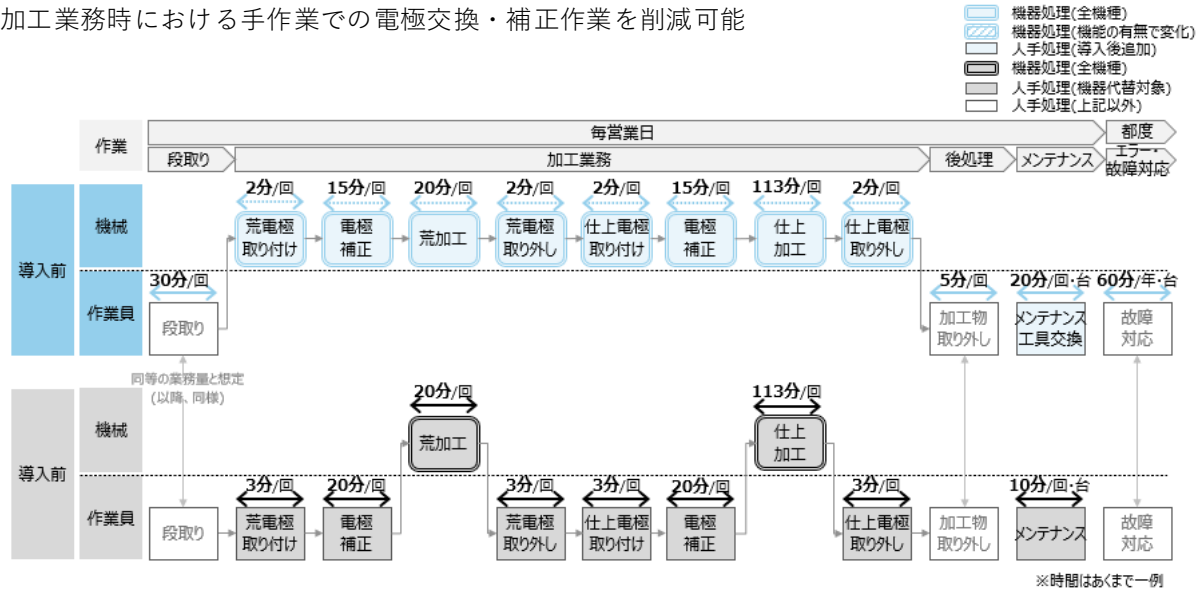 加工業務時における手作業での電極交換・補正作業を削減可能
機器処理(全機種)
機器処理(機能の有無で変化)
人手処理(導入後追加)
機器処理(全機種)
人手処理(機器代替対象)
人手処理(上記以外)
作業
毎営業日
都度
段取り
加工業務
後処理
メンテナンス
エラー・
故障対応
導入前
機械
2分/回
15分/回
20分/回
2分/回
2分/回
15分/回
113分/回
2分/回
荒電極
取り付け
電極
補正
荒加工
荒電極
取り外し
仕上電極
取り付け
電極
補正
仕上
加工
仕上電極
取り外し
作業員
30分/回
5分/回
20分/回・台
60分/年・台
段取り
加工物
取り外し
メンテナンス
工具交換
故障
対応
同等の業務量と想定
(以降、同様)
導入前
機械
20分/回
113分/回
荒加工
仕上
加工
作業員
3分/回
20分/回
3分/回
3分/回
20分/回
3分/回
10分/回・台
段取り
荒電極
取り付け
電極
補正
荒電極
取り外し
仕上電極
取り付け
電極
補正
仕上電極
取り外し
加工物
取り外し
メンテナンス
故障
対応
※時間はあくまで一例